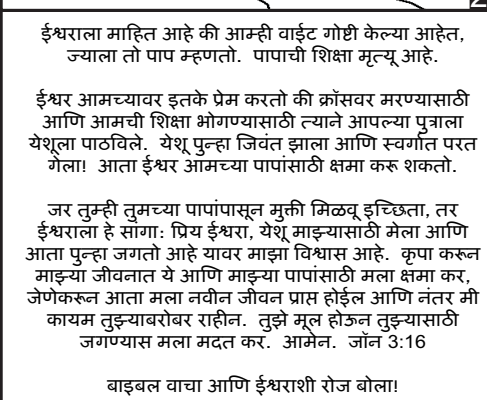 ईश्वराला माहित आहे की आम्ही वाईट गोष्टी केल्या आहेत,
ज्याला तो पाप म्हणतो. पापाची शिक्षा मृत्यू आहे.
ईश्वर आमच्यावर इतके प्रेम करतो की क्रॉसवर मरण्यासाठी
आणि आमची शिक्षा भोगण्यासाठी त्याने आपल्या पुत्राला
येशूला पाठविले. येशू पुन्हा जिवंत झाला आणि स्वर्गात परत
गेला! आता ईश्वर आमच्या पापांसाठी क्षमा करू शकतो.
जर तुम्ही तुमच्या पापांपासून मुक्ती मिळवू इच्छिता, तर
ईश्वराला हे सांगा: प्रिय ईश्वरा, येशू माझ्यासाठी मेला आणि
आता पुन्हा जगतो आहे यावर माझा विश्वास आहे. कृपा करून
माझ्या जीवनात ये आणि माझ्या पापांसाठी मला क्षमा कर,
जेणेकरून आता मला नवीन जीवन प्राप्त होईल आणि नंतर मी
कायम तुझ्याबरोबर राहीन. तुझे मूल होऊन तुझ्यासाठी
जगण्यास मला मदत कर. आमेन. जॉन 3:16
बाइबल वाचा आणि ईश्वराशी रोज बोला!